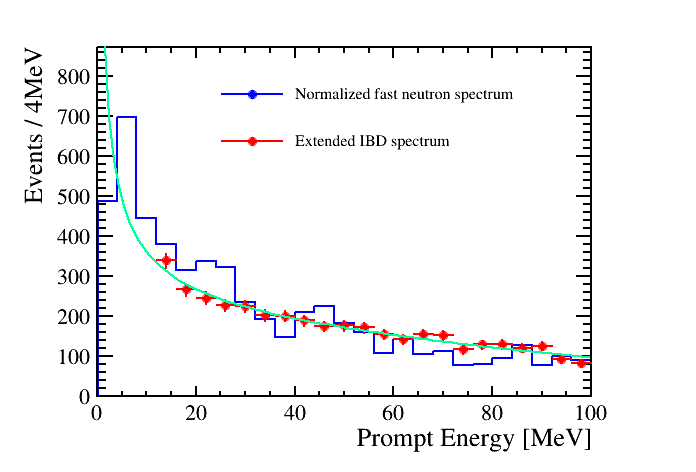 Events / 4MeV
800
700
600
500
400
300
200
100
0
Normalized fast neutron spectrum
Extended IBD spectrum
0 20 40 60 80 100
Prompt Energy [MeV]